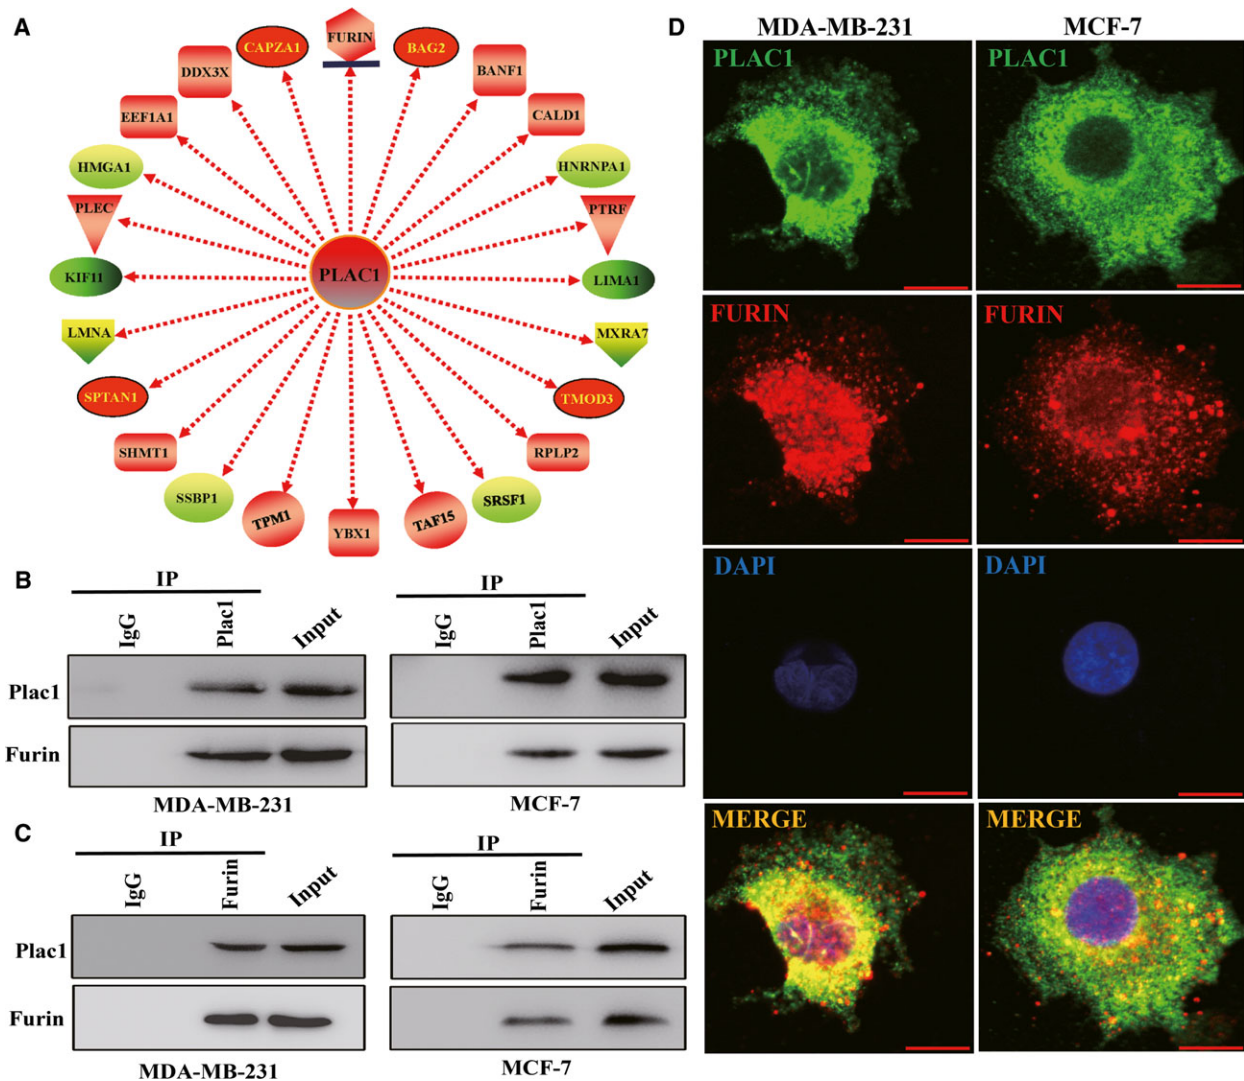 A
CAPZA1
FURIN
BAG2
DDX3X
BANF1
EEF1A1
CALD1
HMGA1
HNRNPA1
PLEC
PTRF
PLAC1
KIF11
LIMA1
LMNA
MXRA7
SPTAN1
TMOD3
SHMT1
RPLP2
SSBP1
SRSF1
TPM1
YBX1
TAF15
B
IP
IgG
Plac1
Input
Plac1
Furin
MDA-MB-231
IP
IgG
Plac1
Input
MCF-7
C
IP
IgG
Furin
Input
Plac1
Furin
MDA-MB-231
IP
IgG
Furin
Input
MCF-7
D
MDA-MB-231
MCF-7
PLAC1
PLAC1
FURIN
FURIN
DAPI
DAPI
MERGE
MERGE